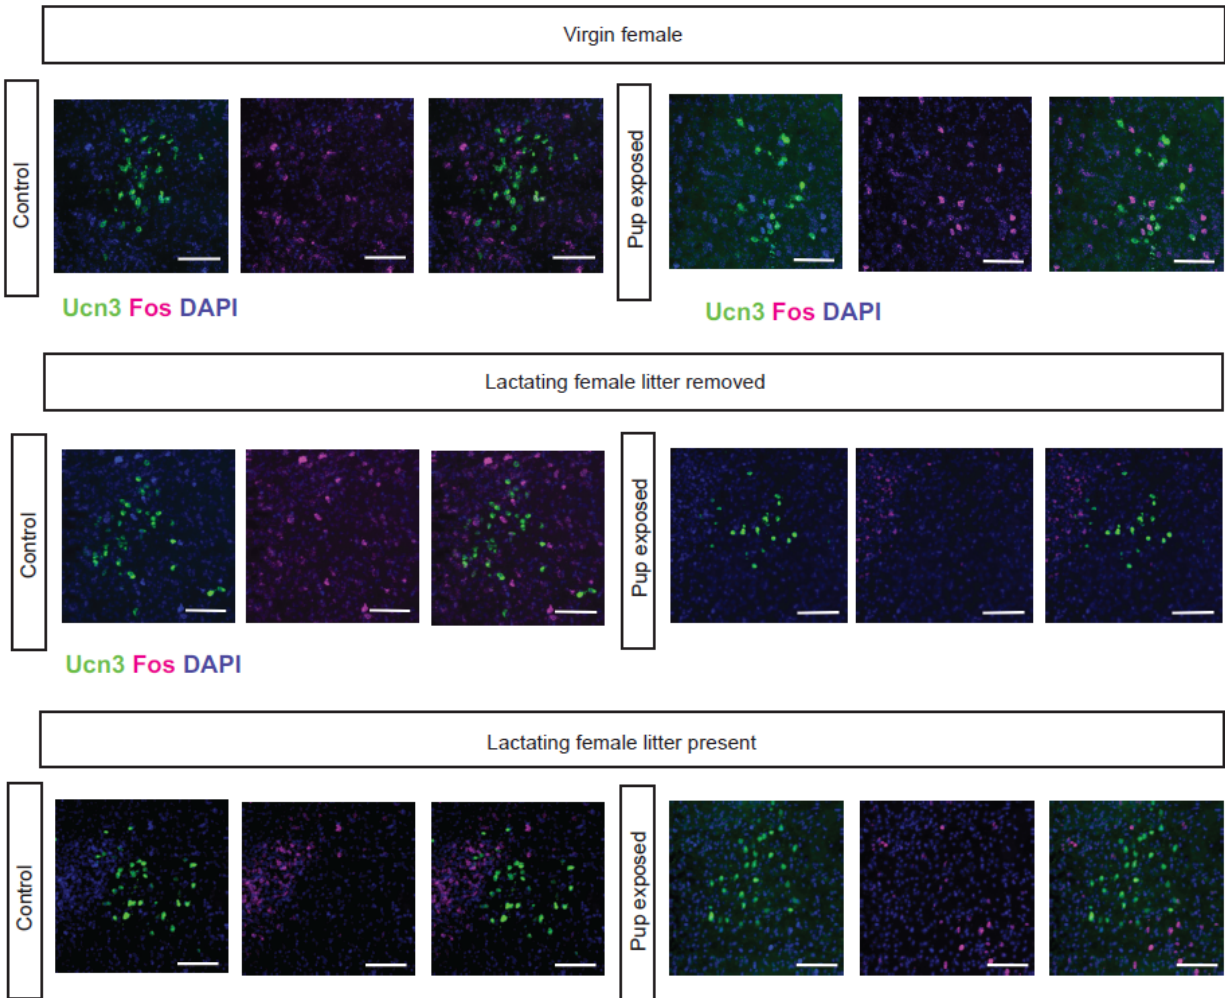 Virgin female
Control
Pup exposed
Ucn3 Fos DAPI
Ucn3 Fos DAPI
Lactating female litter removed
Control
Pup exposed
Ucn3 Fos DAPI
Lactating female litter present
Control
Pup exposed